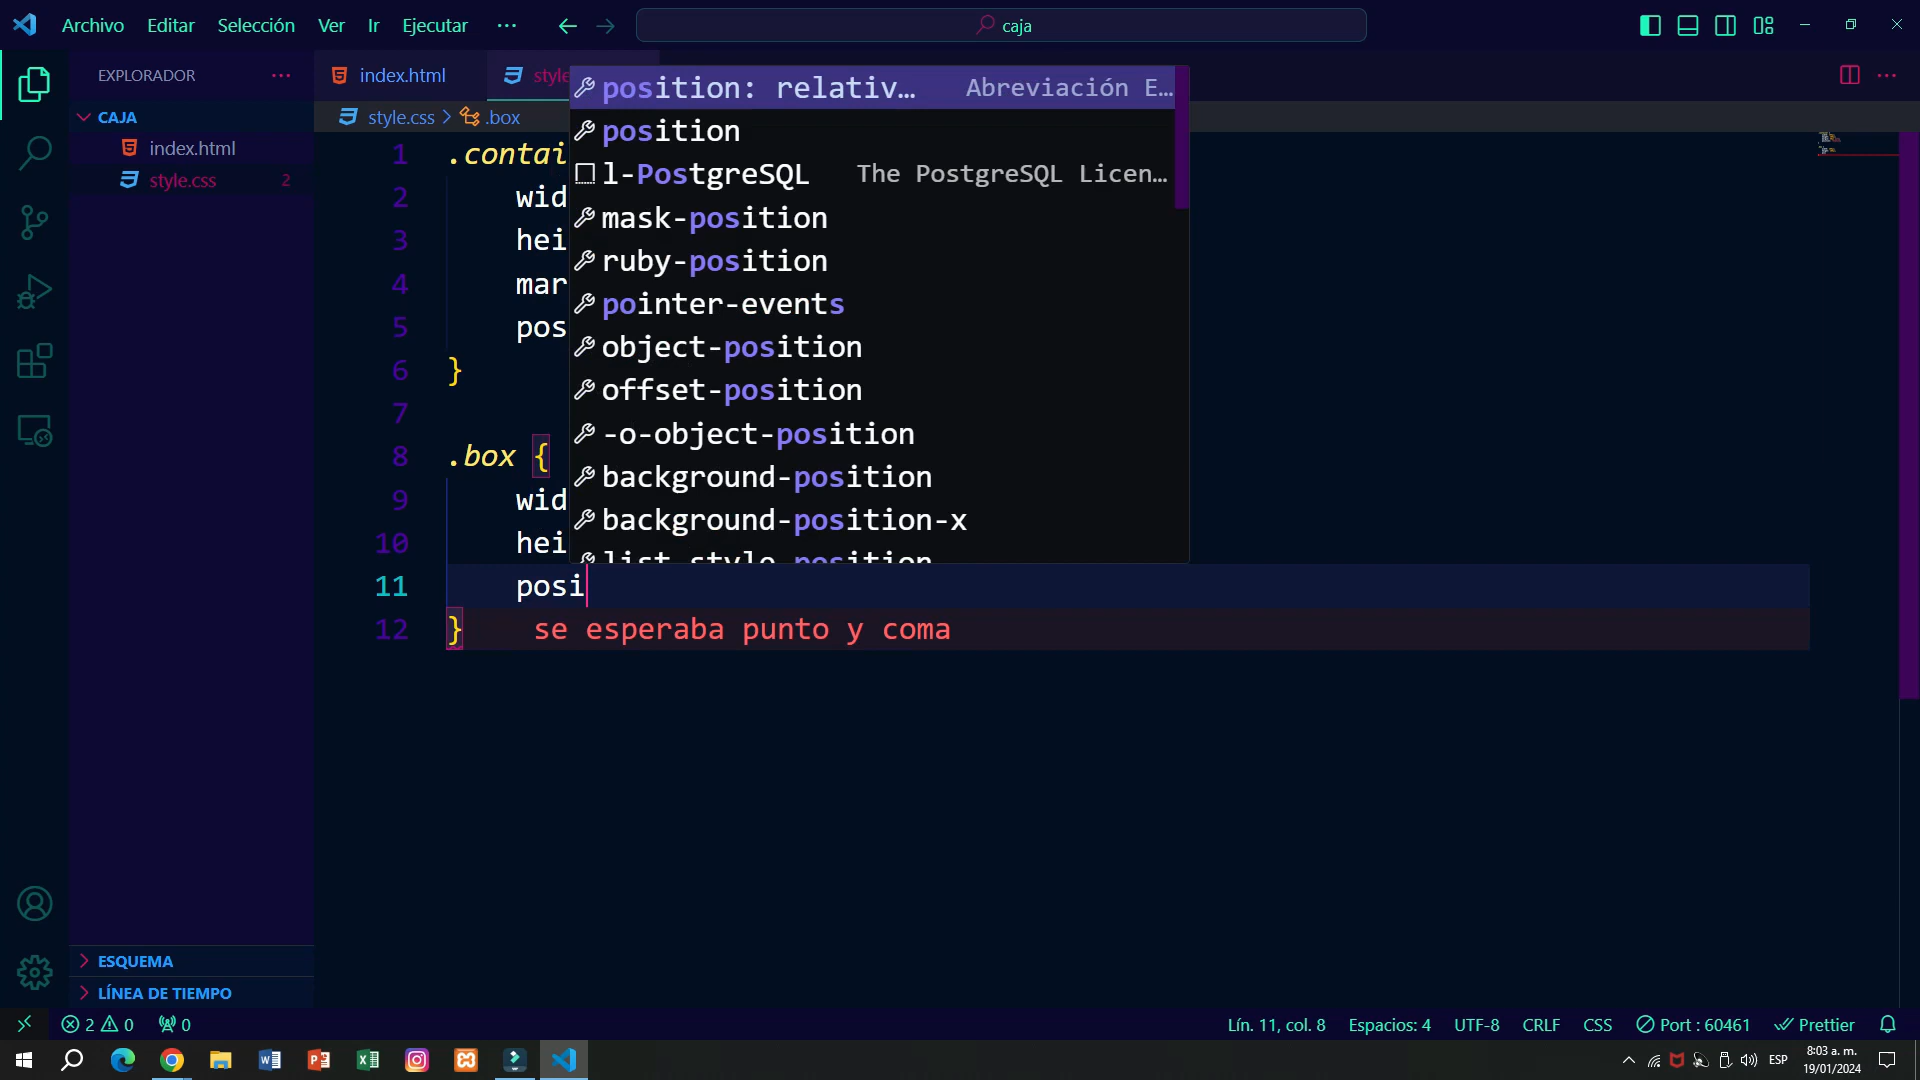 Archivo Editar Selección Ver Ir Ejecutar ··· caja
EXPLORADOR ···
CAJA
index.html
style.css 2
index.html style
style.css > .box
1 .contai
2 wid
3 hei
4 mar
5 pos
6 }
7
8 .box {
9 wid
10 hei
11 posi
12 } se esperaba punto y coma
position: relativ… Abreviación E…
position
l-PostgreSQL The PostgreSQL Licen…
mask-position
ruby-position
pointer-events
object-position
offset-position
-o-object-position
background-position
background-position-x
list-style-position
ESQUEMA
LÍNEA DE TIEMPO
2 0 0 Lín. 11, col. 8 Espacios: 4 UTF-8 CRLF CSS Port : 60461 Prettier
ESP 8:03 a. m.
19/01/2024